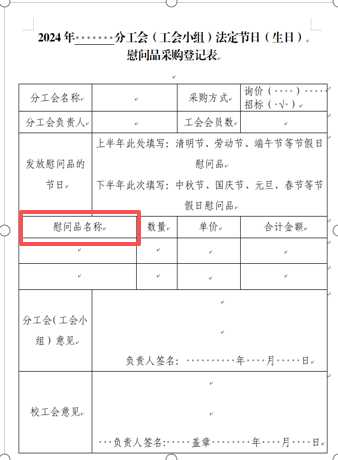 2024年 分工会（工会小组）法定节日（生日）
慰问品采购登记表
分工会名称 采购方式 询价（····）·····
招标（·√·）
分工会负责人 工会会员数
发放慰问品的
节日
上半年此处填写：清明节、劳动节、端午节等节假日
慰问品
下半年此次填写：中秋节、国庆节、元旦、春节等节
假日慰问品
慰问品名称 数量 单价 合计金额
分工会（工会小
组）意见
负责人签名：··········年····月·····日
校工会意见
···负责人签名:·····盖章········年····月····日